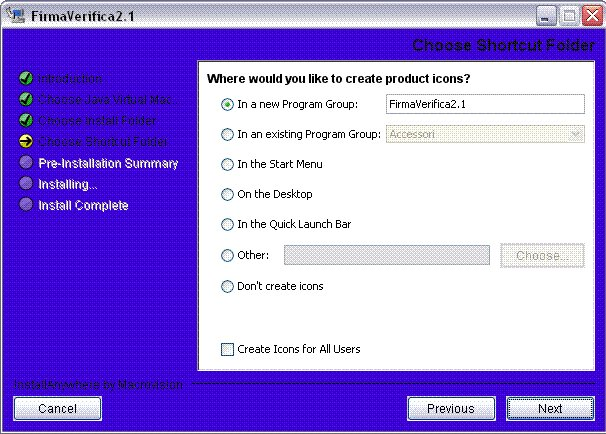 FirmaVerifica2.1
Choose Shortcut Folder
Introduction
Choose Java Virtual Mac...
Choose Install Folder
Choose Shortcut Folder
Pre-Installation Summary
Installing...
Install Complete
Where would you like to create product icons?
In a new Program Group: FirmaVerifica2.1
In an existing Program Group: Accessori
In the Start Menu
On the Desktop
In the Quick Launch Bar
Other: Choose...
Don't create icons
Create Icons for All Users
InstallAnywhere by Macrovision
Cancel Previous Next